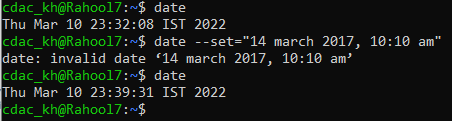 cdac_kh@Rahool7:~$ date
Thu Mar 10 23:32:08 IST 2022
cdac_kh@Rahool7:~$ date --set="14 march 2017, 10:10 am"
date: invalid date ‘14 march 2017, 10:10 am’
cdac_kh@Rahool7:~$ date
Thu Mar 10 23:39:31 IST 2022
cdac_kh@Rahool7:~$